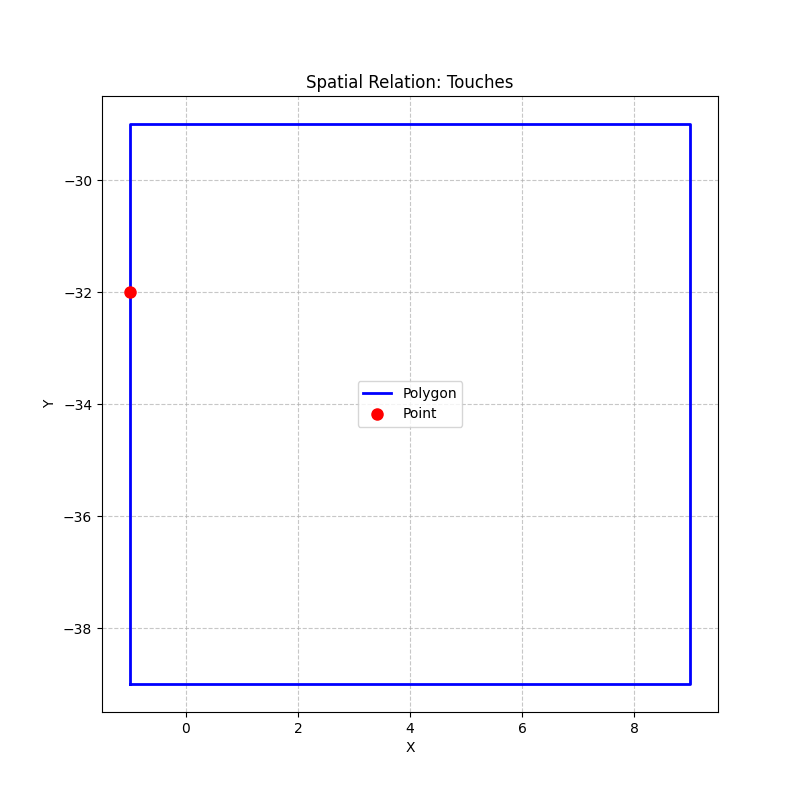 Spatial Relation: Touches
−30
−32
−34
−36
−38
Y
Polygon
Point
0 2 4 6 8
X